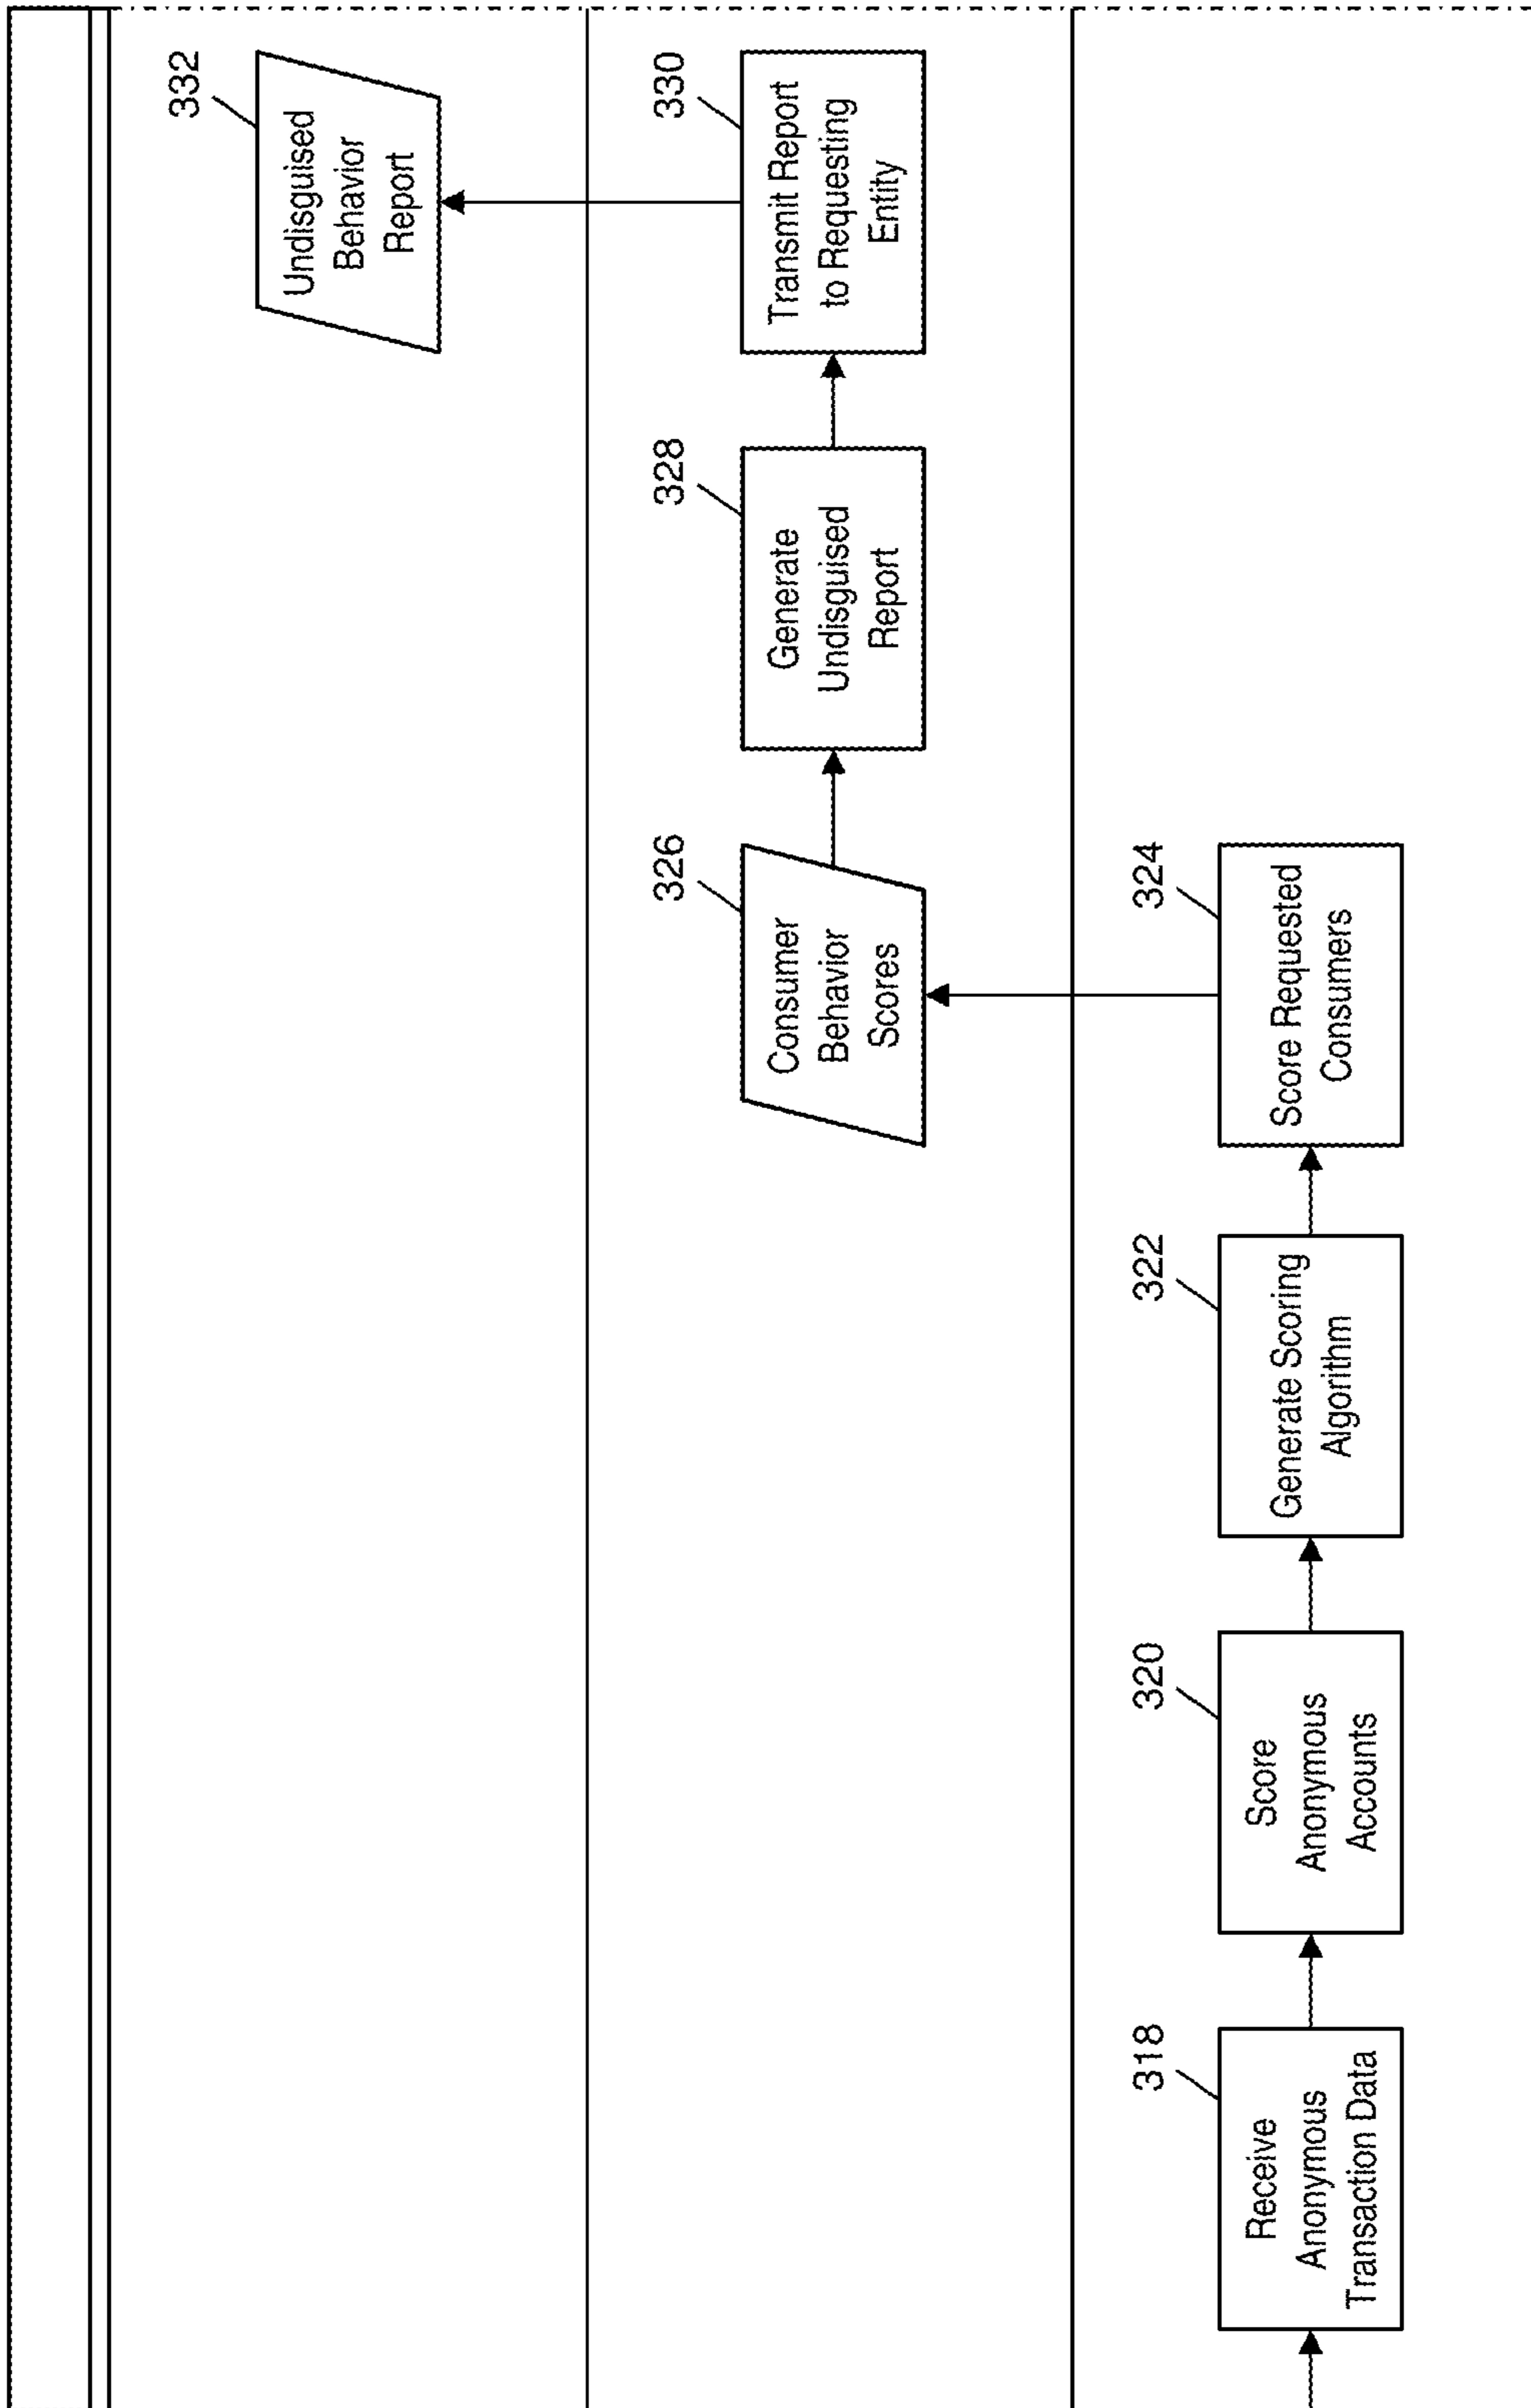 332
Undisguised
Behavior
Report
326
Consumer
Behavior
Scores
328
Generate
Undisguised
Report
330
Transmit Report
to Requesting
Entity
318
Receive
Anonymous
Transaction Data
320
Score
Anonymous
Accounts
322
Generate Scoring
Algorithm
324
Score Requested
Consumers